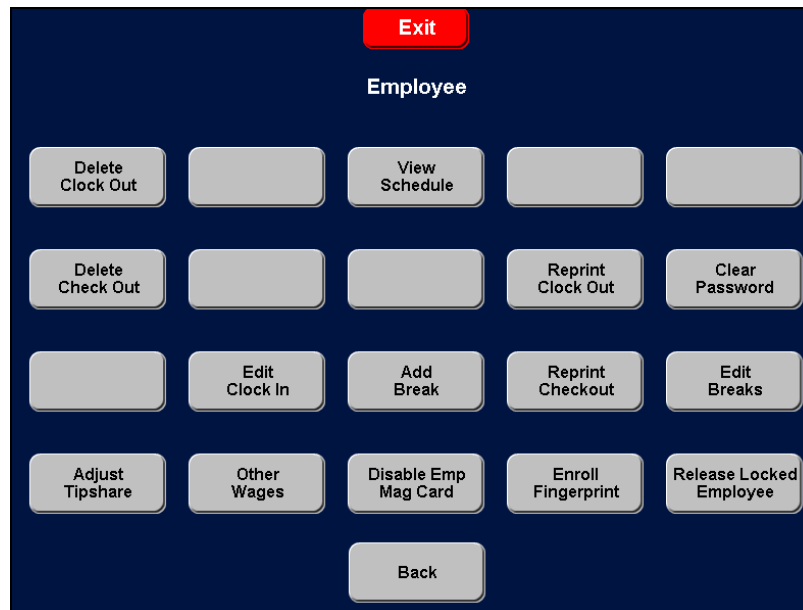 Exit
Employee
Delete
Clock Out
View
Schedule
Delete
Check Out
Reprint
Clock Out
Clear
Password
Edit
Clock In
Add
Break
Reprint
Checkout
Edit
Breaks
Adjust
Tipshare
Other
Wages
Disable Emp
Mag Card
Enroll
Fingerprint
Release Locked
Employee
Back